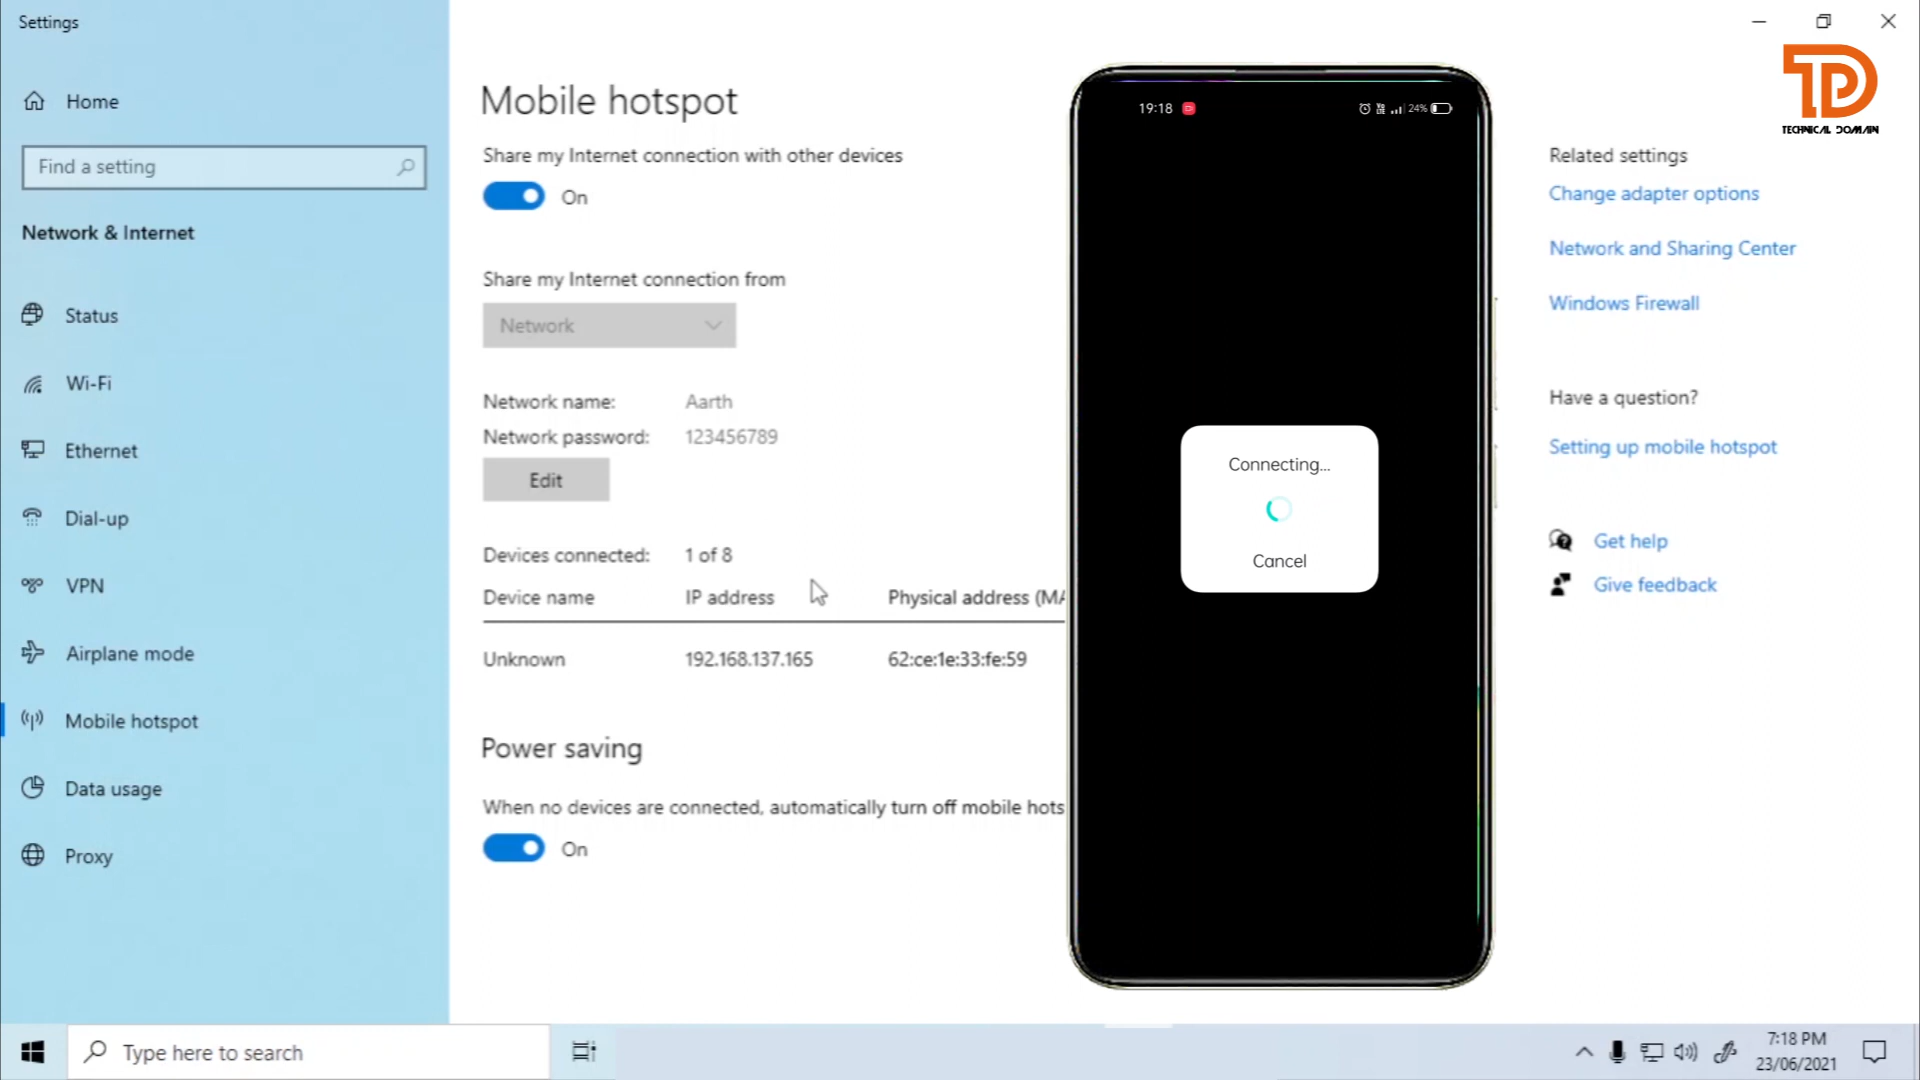 Settings
Home
Find a setting
Network & Internet
Status
Wi-Fi
Ethernet
Dial-up
VPN
Airplane mode
Mobile hotspot
Data usage
Proxy
Mobile hotspot
Share my Internet connection with other devices
On
Share my Internet connection from
Network
Network name: Aarth
Network password: 123456789
Edit
Devices connected: 1 of 8
Device name IP address Physical address (MA
Unknown 192.168.137.165 62:ce:1e:33:fe:59
Power saving
When no devices are connected, automatically turn off mobile hots
On
19:18 24%
Connecting...
Cancel
TD
TECHNICAL DOMAIN
Related settings
Change adapter options
Network and Sharing Center
Windows Firewall
Have a question?
Setting up mobile hotspot
Get help
Give feedback
Type here to search
7:18 PM
23/06/2021